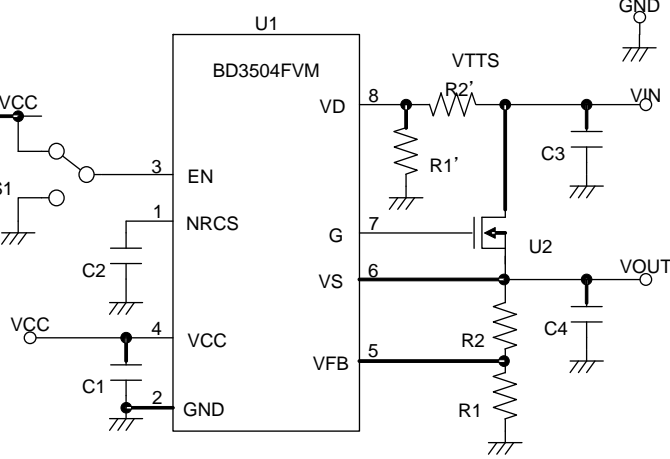 GND
U1
VTTS
BD3504FVM
VCC
VD
8
R2'
VIN
C3
R1'
3
EN
S1
1
NRCS
7
G
U2
C2
VS
6
VOUT
VCC
4
VCC
R2
C4
VFB
5
C1
2
GND
R1